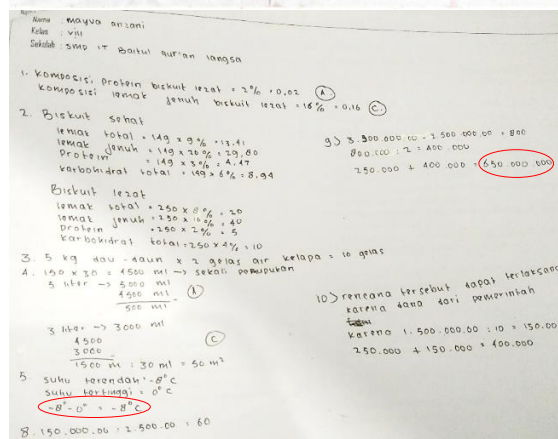 Nama : mayva anzani
Kelas : VIII
Sekolah : SMP IT Baitul qur'an langsa
1. Komposisi protein biskuit lezat = 2% = 0,02 (A)
Komposisi lemak jenuh biskuit lezat = 16% = 0,16 (C)
2. Biskuit sehat
lemak total = 149 x 9% = 13.41
lemak jenuh = 149 x 20% = 29,80
Protein = 149 x 3% = 4.47
karbohidrat total = 149 x 6% = 8,94
Biskuit lezat
lemak total = 250 x 8% = 20
lemak jenuh = 250 x 16% = 40
protein = 250 x 2% = 5
karbohidrat total = 250 x 4% = 10
3. 5 kg dau-daun x 2 gelas air kelapa = 10 gelas
4. 150 x 30 = 4500 ml → sekali pemupukan
5 liter → 5000 ml
4500 ml
500 ml
(A)
3 liter → 3000 ml
4500
3000
1500 m : 30 ml = 50 m²
(C)
5. suhu terendah = -8°C
suhu tertinggi = 0°C
-8° - 0° = -8°C
8. 150.000.00 : 2.500.00 = 60
9) 3.300.000.00 - 2.500.000.00 = 800
800.000 : 2 = 400.000
250.000 + 400.000 = 650.000.000
10) rencana tersebut dapat terlaksana
karena dana dari pemerintah
karena 1.500.000.00 : 10 = 150.00
250.000 + 150.000 = 400.000